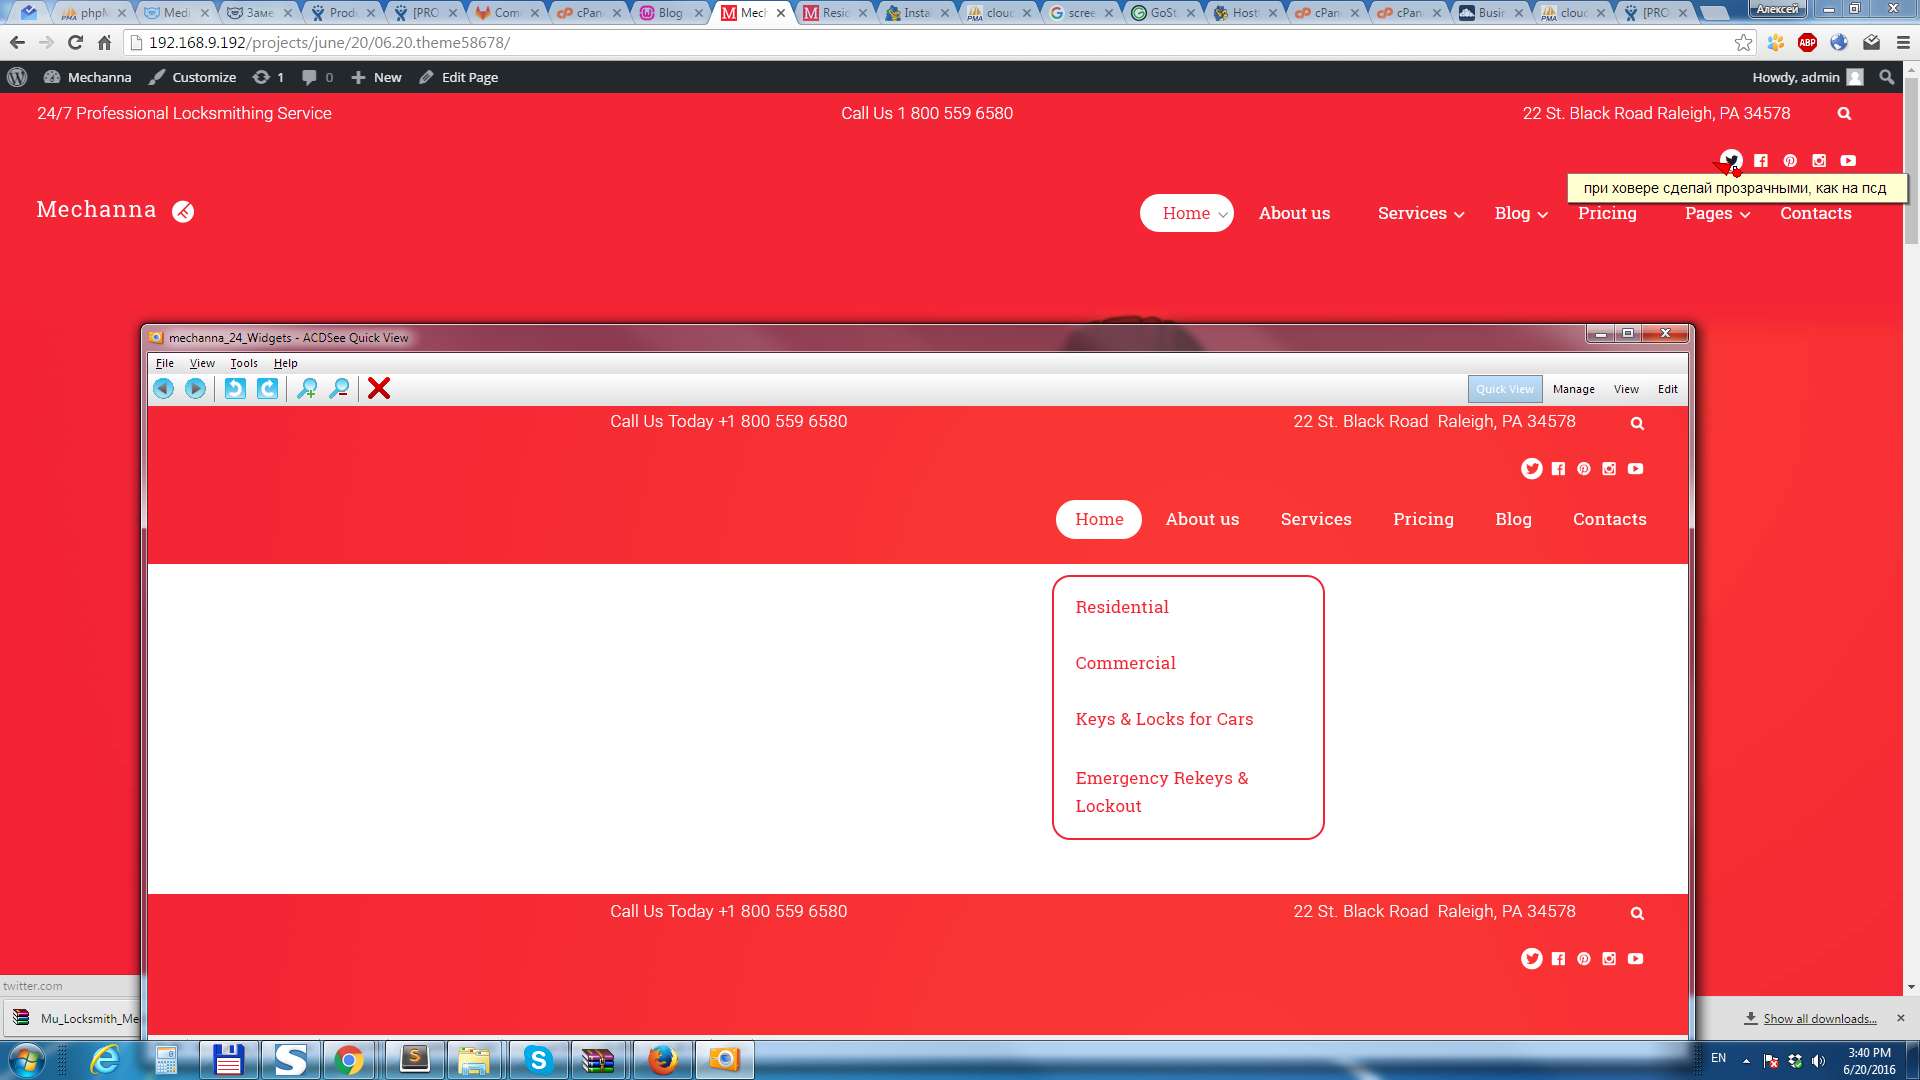 phpM
Medi
Заме
Prod
[PRO
Com
cPan
Blog
Mech
Resid
Insta
cloud
scree
GoSt
Host
cPan
cPan
Busin
cloud
[PRO
Алексей
192.168.9.192/projects/june/20/06.20.theme58678/
ABP
Mechanna
Customize
1
0
New
Edit Page
Howdy, admin
24/7 Professional Locksmithing Service
Call Us 1 800 559 6580
22 St. Black Road Raleigh, PA 34578
при ховере сделай прозрачными, как на псд
Mechanna
Home
About us
Services
Blog
Pricing
Pages
Contacts
mechanna_24_Widgets - ACDSee Quick View
File
View
Tools
Help
Quick View
Manage
View
Edit
Call Us Today +1 800 559 6580
22 St. Black Road Raleigh, PA 34578
Home
About us
Services
Pricing
Blog
Contacts
Residential
Commercial
Keys & Locks for Cars
Emergency Rekeys &
Lockout
Call Us Today +1 800 559 6580
22 St. Black Road Raleigh, PA 34578
twitter.com
Mu_Locksmith_Me
Show all downloads...
EN
3:40 PM
6/20/2016